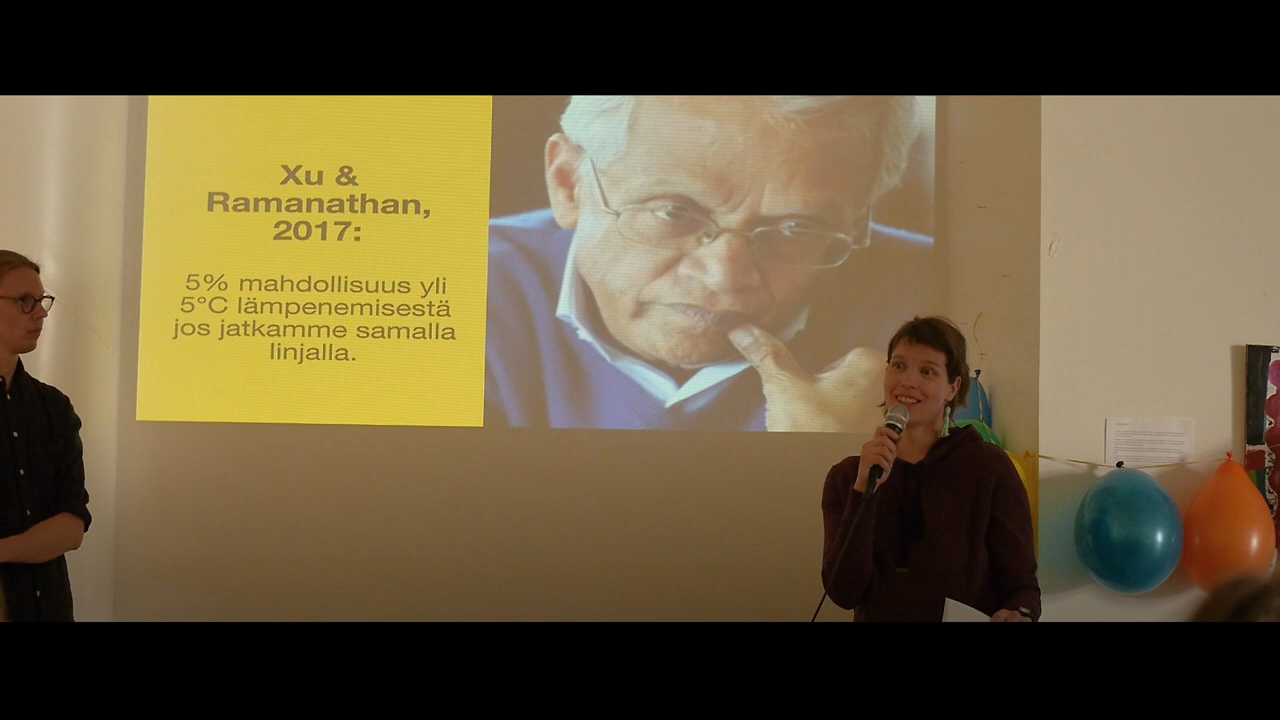 Xu &
Ramanathan,
2017:
5% mahdollisuus yli
5°C lämpenemisestä
jos jatkamme samalla
linjalla.